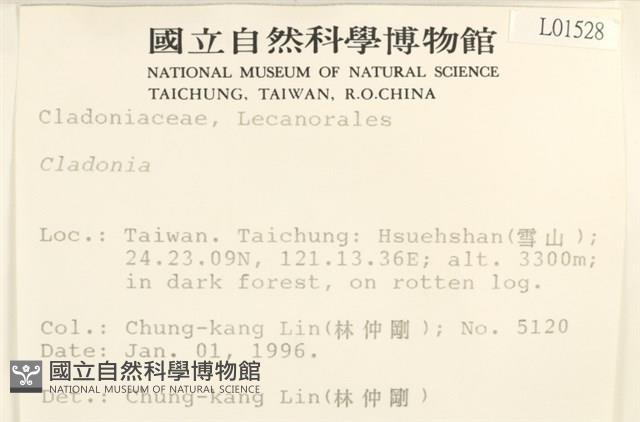 國立自然科學博物館
L01528
NATIONAL MUSEUM OF NATURAL SCIENCE
TAICHUNG, TAIWAN, R.O.CHINA
Cladoniaceae, Lecanorales
Cladonia
Loc.: Taiwan. Taichung: Hsuehshan(雪山);
24.23.09N, 121.13.36E; alt. 3300m;
in dark forest, on rotten log.
Col.: Chung-kang Lin(林仲剛); No. 5120
Date: Jan. 01, 1996.
國立自然科學博物館
NATIONAL MUSEUM OF NATURAL SCIENCE
Det.: Chung-kang Lin(林仲剛)